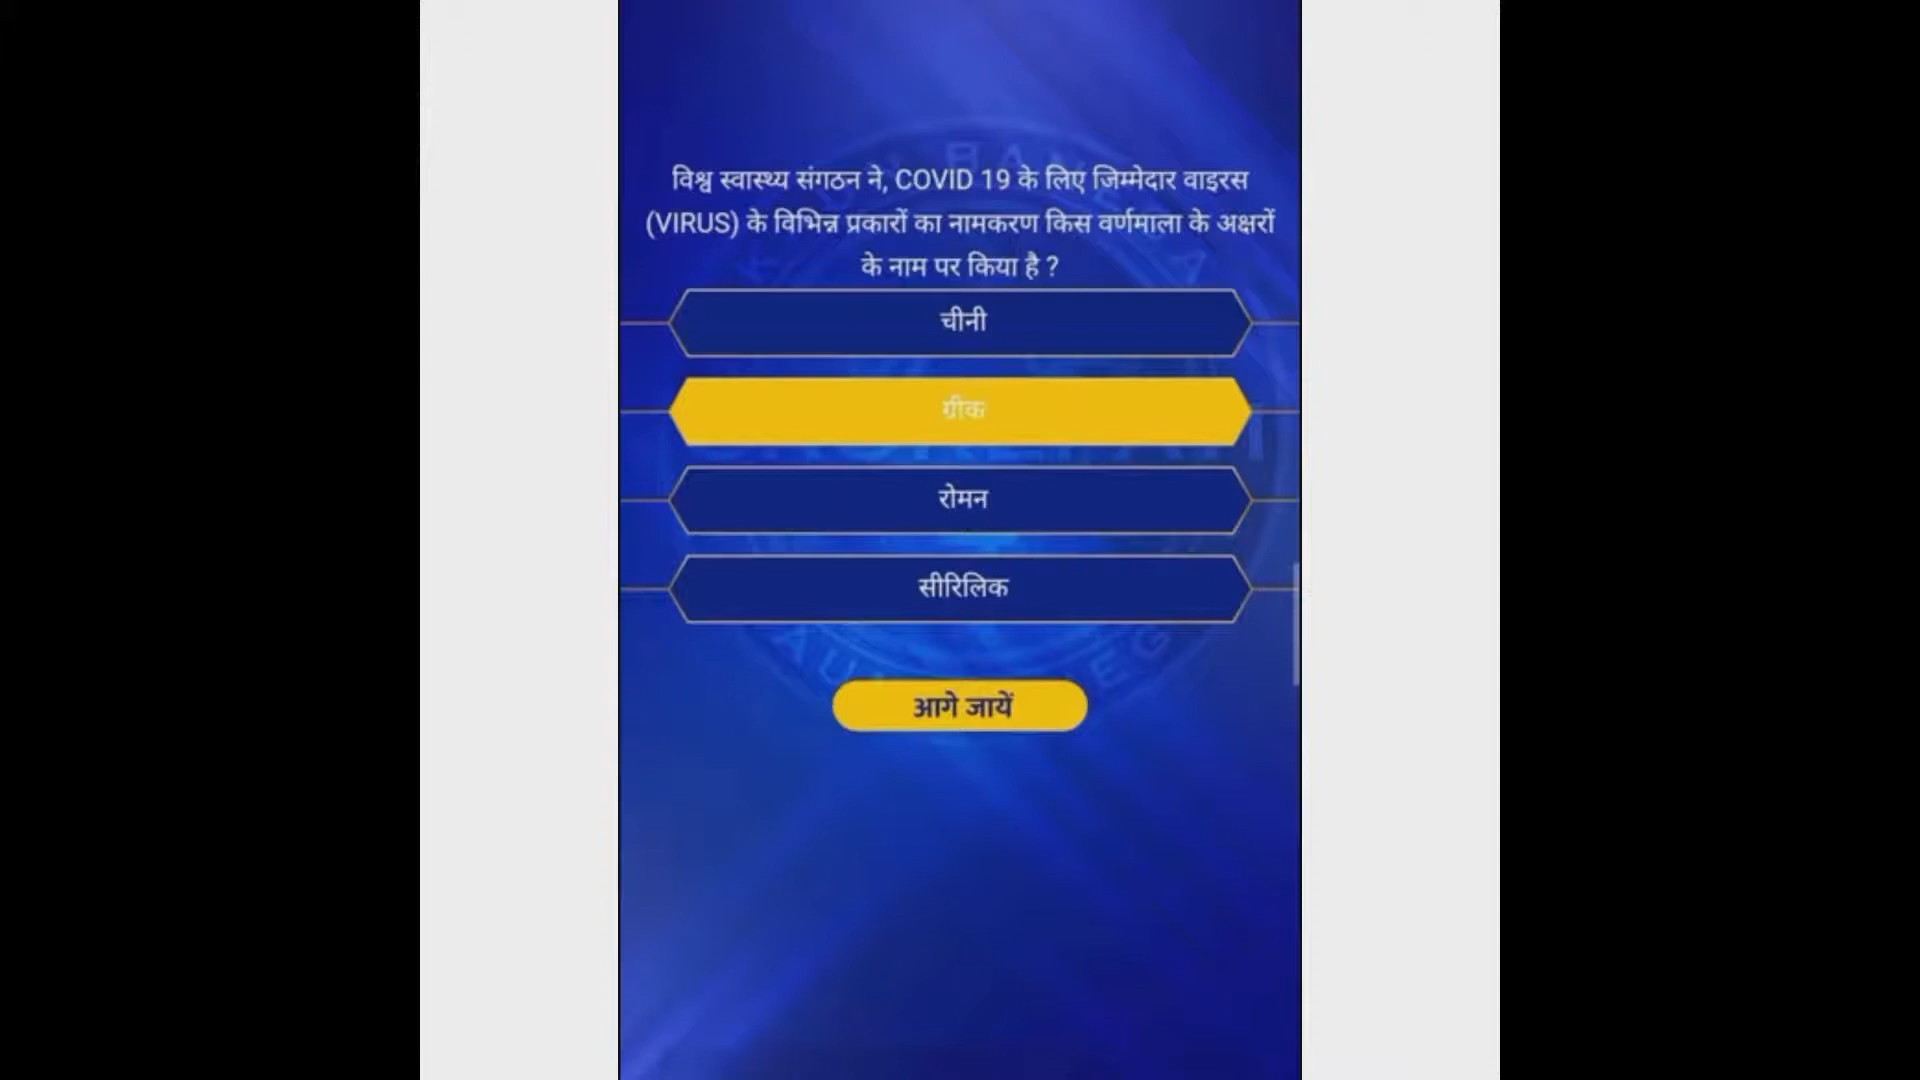 विश्व स्वास्थ्य संगठन ने, COVID 19 के लिए जिम्मेदार वाइरस
(VIRUS) के विभिन्न प्रकारों का नामकरण किस वर्णमाला के अक्षरों
के नाम पर किया है ?
चीनी
ग्रीक
रोमन
सीरिलिक
आगे जायें